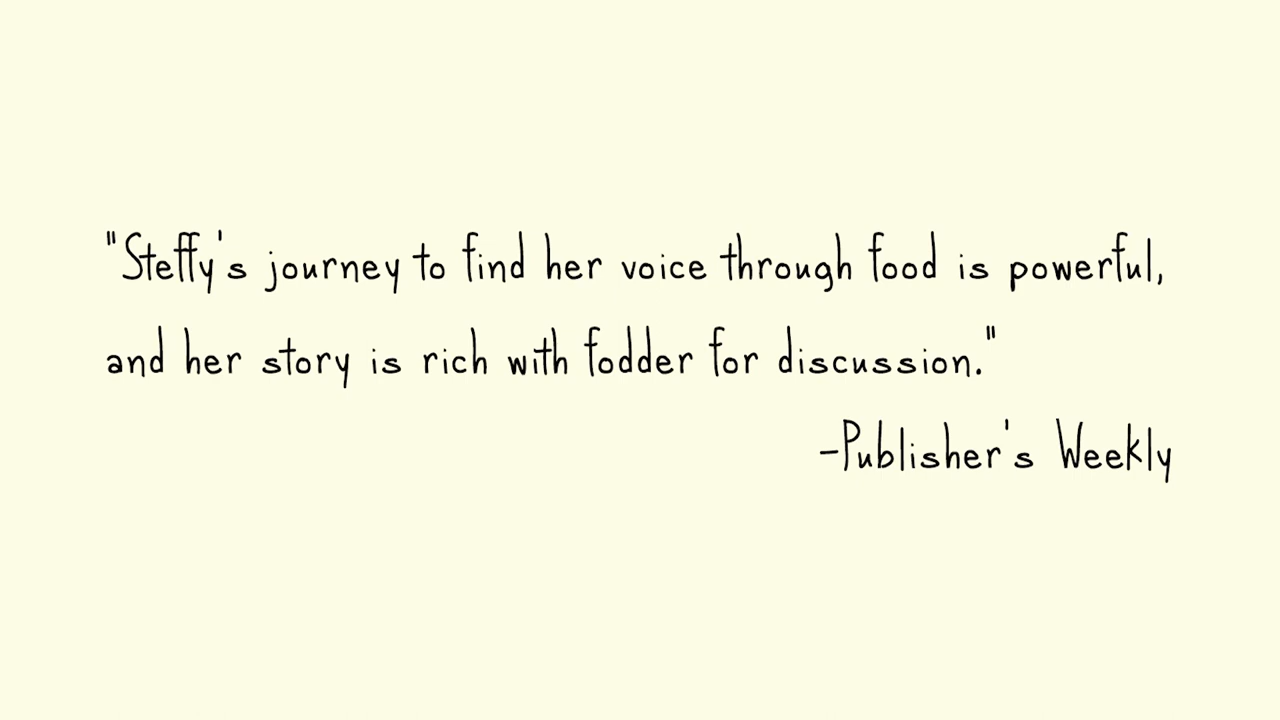 "Steffy's journey to find her voice through food is powerful,
and her story is rich with fodder for discussion."
-Publisher's Weekly